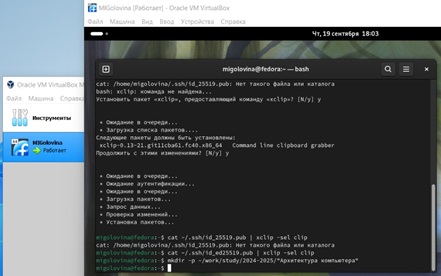 MIGolovina [Работает] - Oracle VM VirtualBox
Файл Машина Вид Ввод Устройства Справка
Чт, 19 сентября 18:03
Oracle VM VirtualBox M
Файл Машина Справка
Инструменты
MIGolovina
Работает
migolovina@fedora:~ — bash
cat: /home/migolovina/.ssh/id_25519.pub: Нет такого файла или каталога
bash: xclip: команда не найдена...
Установить пакет «xclip», предоставляющий команду «xclip»? [N/y] y
* Ожидание в очереди...
* Загрузка списка пакетов....
Следующие пакеты должны быть установлены:
xclip-0.13-21.git11cba61.fc40.x86_64 Command line clipboard grabber
Продолжить с этими изменениями? [N/y] y
* Ожидание в очереди...
* Ожидание аутентификации...
* Ожидание в очереди...
* Загрузка пакетов...
* Запрос данных...
* Проверка изменений...
* Установка пакетов...
migolovina@fedora:~$ cat ~/.ssh/id_25519.pub | xclip -sel clip
cat: /home/migolovina/.ssh/id_25519.pub: Нет такого файла или каталога
migolovina@fedora:~$ cat ~/.ssh/id_ed25519.pub | xclip -sel clip
migolovina@fedora:~$ mkdir -p ~/work/study/2024-2025/"Архитектура компьютера"
migolovina@fedora:~$